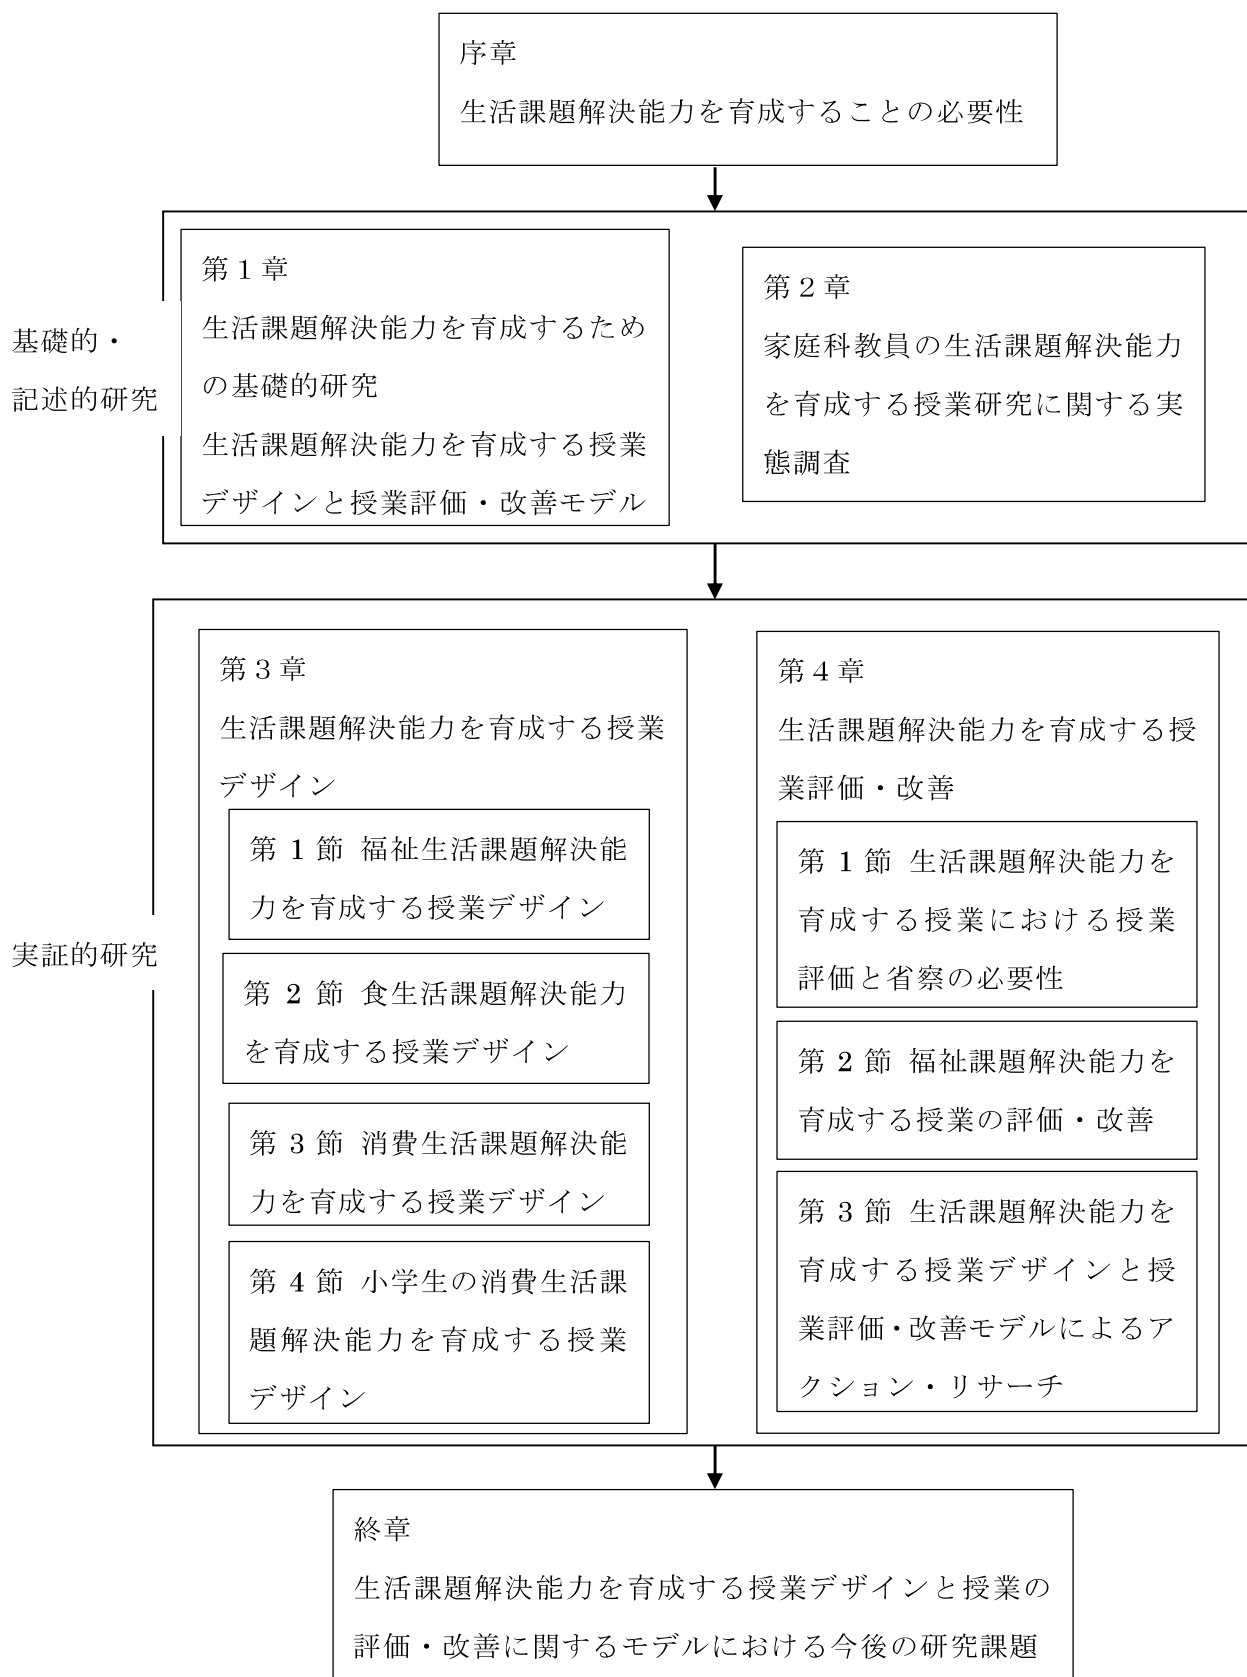 序章
生活課題解決能力を育成することの必要性
基礎的・
記述的研究
第1章
生活課題解決能力を育成するため
の基礎的研究
生活課題解決能力を育成する授業
デザインと授業評価・改善モデル
第2章
家庭科教員の生活課題解決能力
を育成する授業研究に関する実
態調査
実証的研究
第3章
生活課題解決能力を育成する授業
デザイン
第 1 節 福祉生活課題解決能
力を育成する授業デザイン
第 2 節 食生活課題解決能力
を育成する授業デザイン
第 3 節 消費生活課題解決能
力を育成する授業デザイン
第 4 節 小学生の消費生活課
題解決能力を育成する授業
デザイン
第4章
生活課題解決能力を育成する授
業評価・改善
第 1 節 生活課題解決能力を
育成する授業における授業
評価と省察の必要性
第 2 節 福祉課題解決能力を
育成する授業の評価・改善
第 3 節 生活課題解決能力を
育成する授業デザインと授
業評価・改善モデルによるア
クション・リサーチ
終章
生活課題解決能力を育成する授業デザインと授業の
評価・改善に関するモデルにおける今後の研究課題